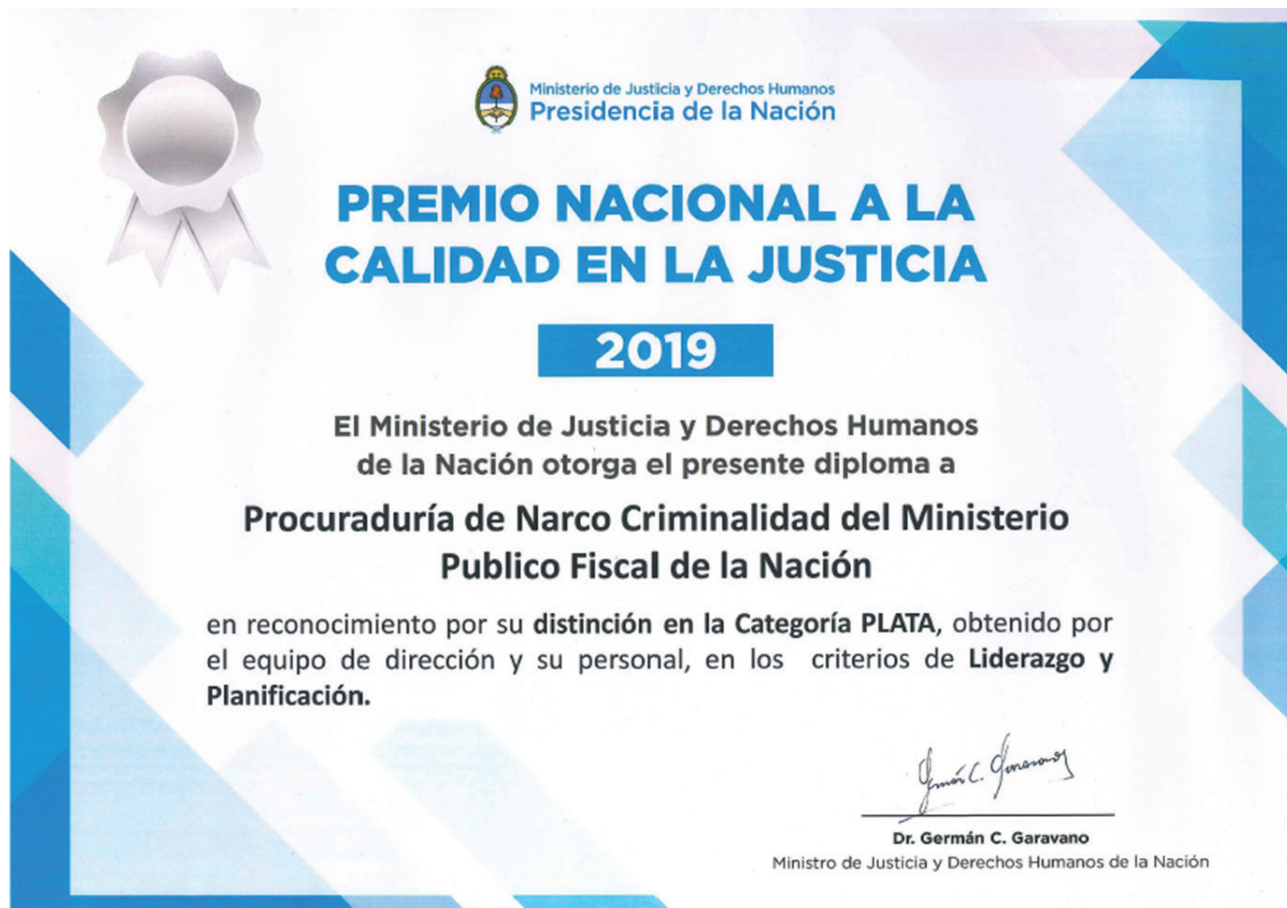 Ministerio de Justicia y Derechos Humanos
Presidencia de la Nación
PREMIO NACIONAL A LA
CALIDAD EN LA JUSTICIA
2019
El Ministerio de Justicia y Derechos Humanos
de la Nación otorga el presente diploma a
Procuraduría de Narco Criminalidad del Ministerio
Publico Fiscal de la Nación
en reconocimiento por su distinción en la Categoría PLATA, obtenido por
el equipo de dirección y su personal, en los criterios de Liderazgo y
Planificación.
Germán C. Garavano
Dr. Germán C. Garavano
Ministro de Justicia y Derechos Humanos de la Nación